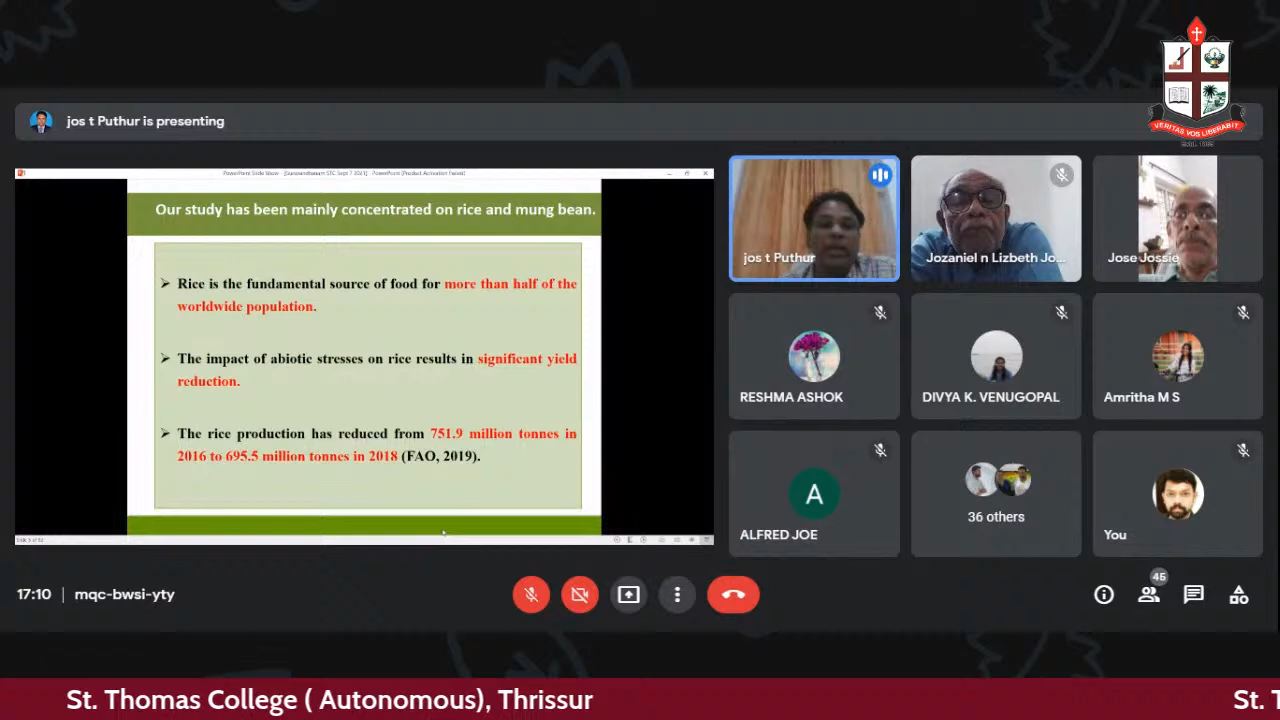 VERITAS VOS LIBERABIT
jos t Puthur is presenting
Our study has been mainly concentrated on rice and mung bean.
➢ Rice is the fundamental source of food for more than half of the
worldwide population.
➢ The impact of abiotic stresses on rice results in significant yield
reduction.
➢ The rice production has reduced from 751.9 million tonnes in
2016 to 695.5 million tonnes in 2018 (FAO, 2019).
jos t Puthur
Jozaniel n Lizbeth Jo...
Jose Jossie
RESHMA ASHOK
DIVYA K. VENUGOPAL
Amritha M S
A
ALFRED JOE
36 others
You
17:10 | mqc-bwsi-yty
45
St. Thomas College ( Autonomous), Thrissur
St. T